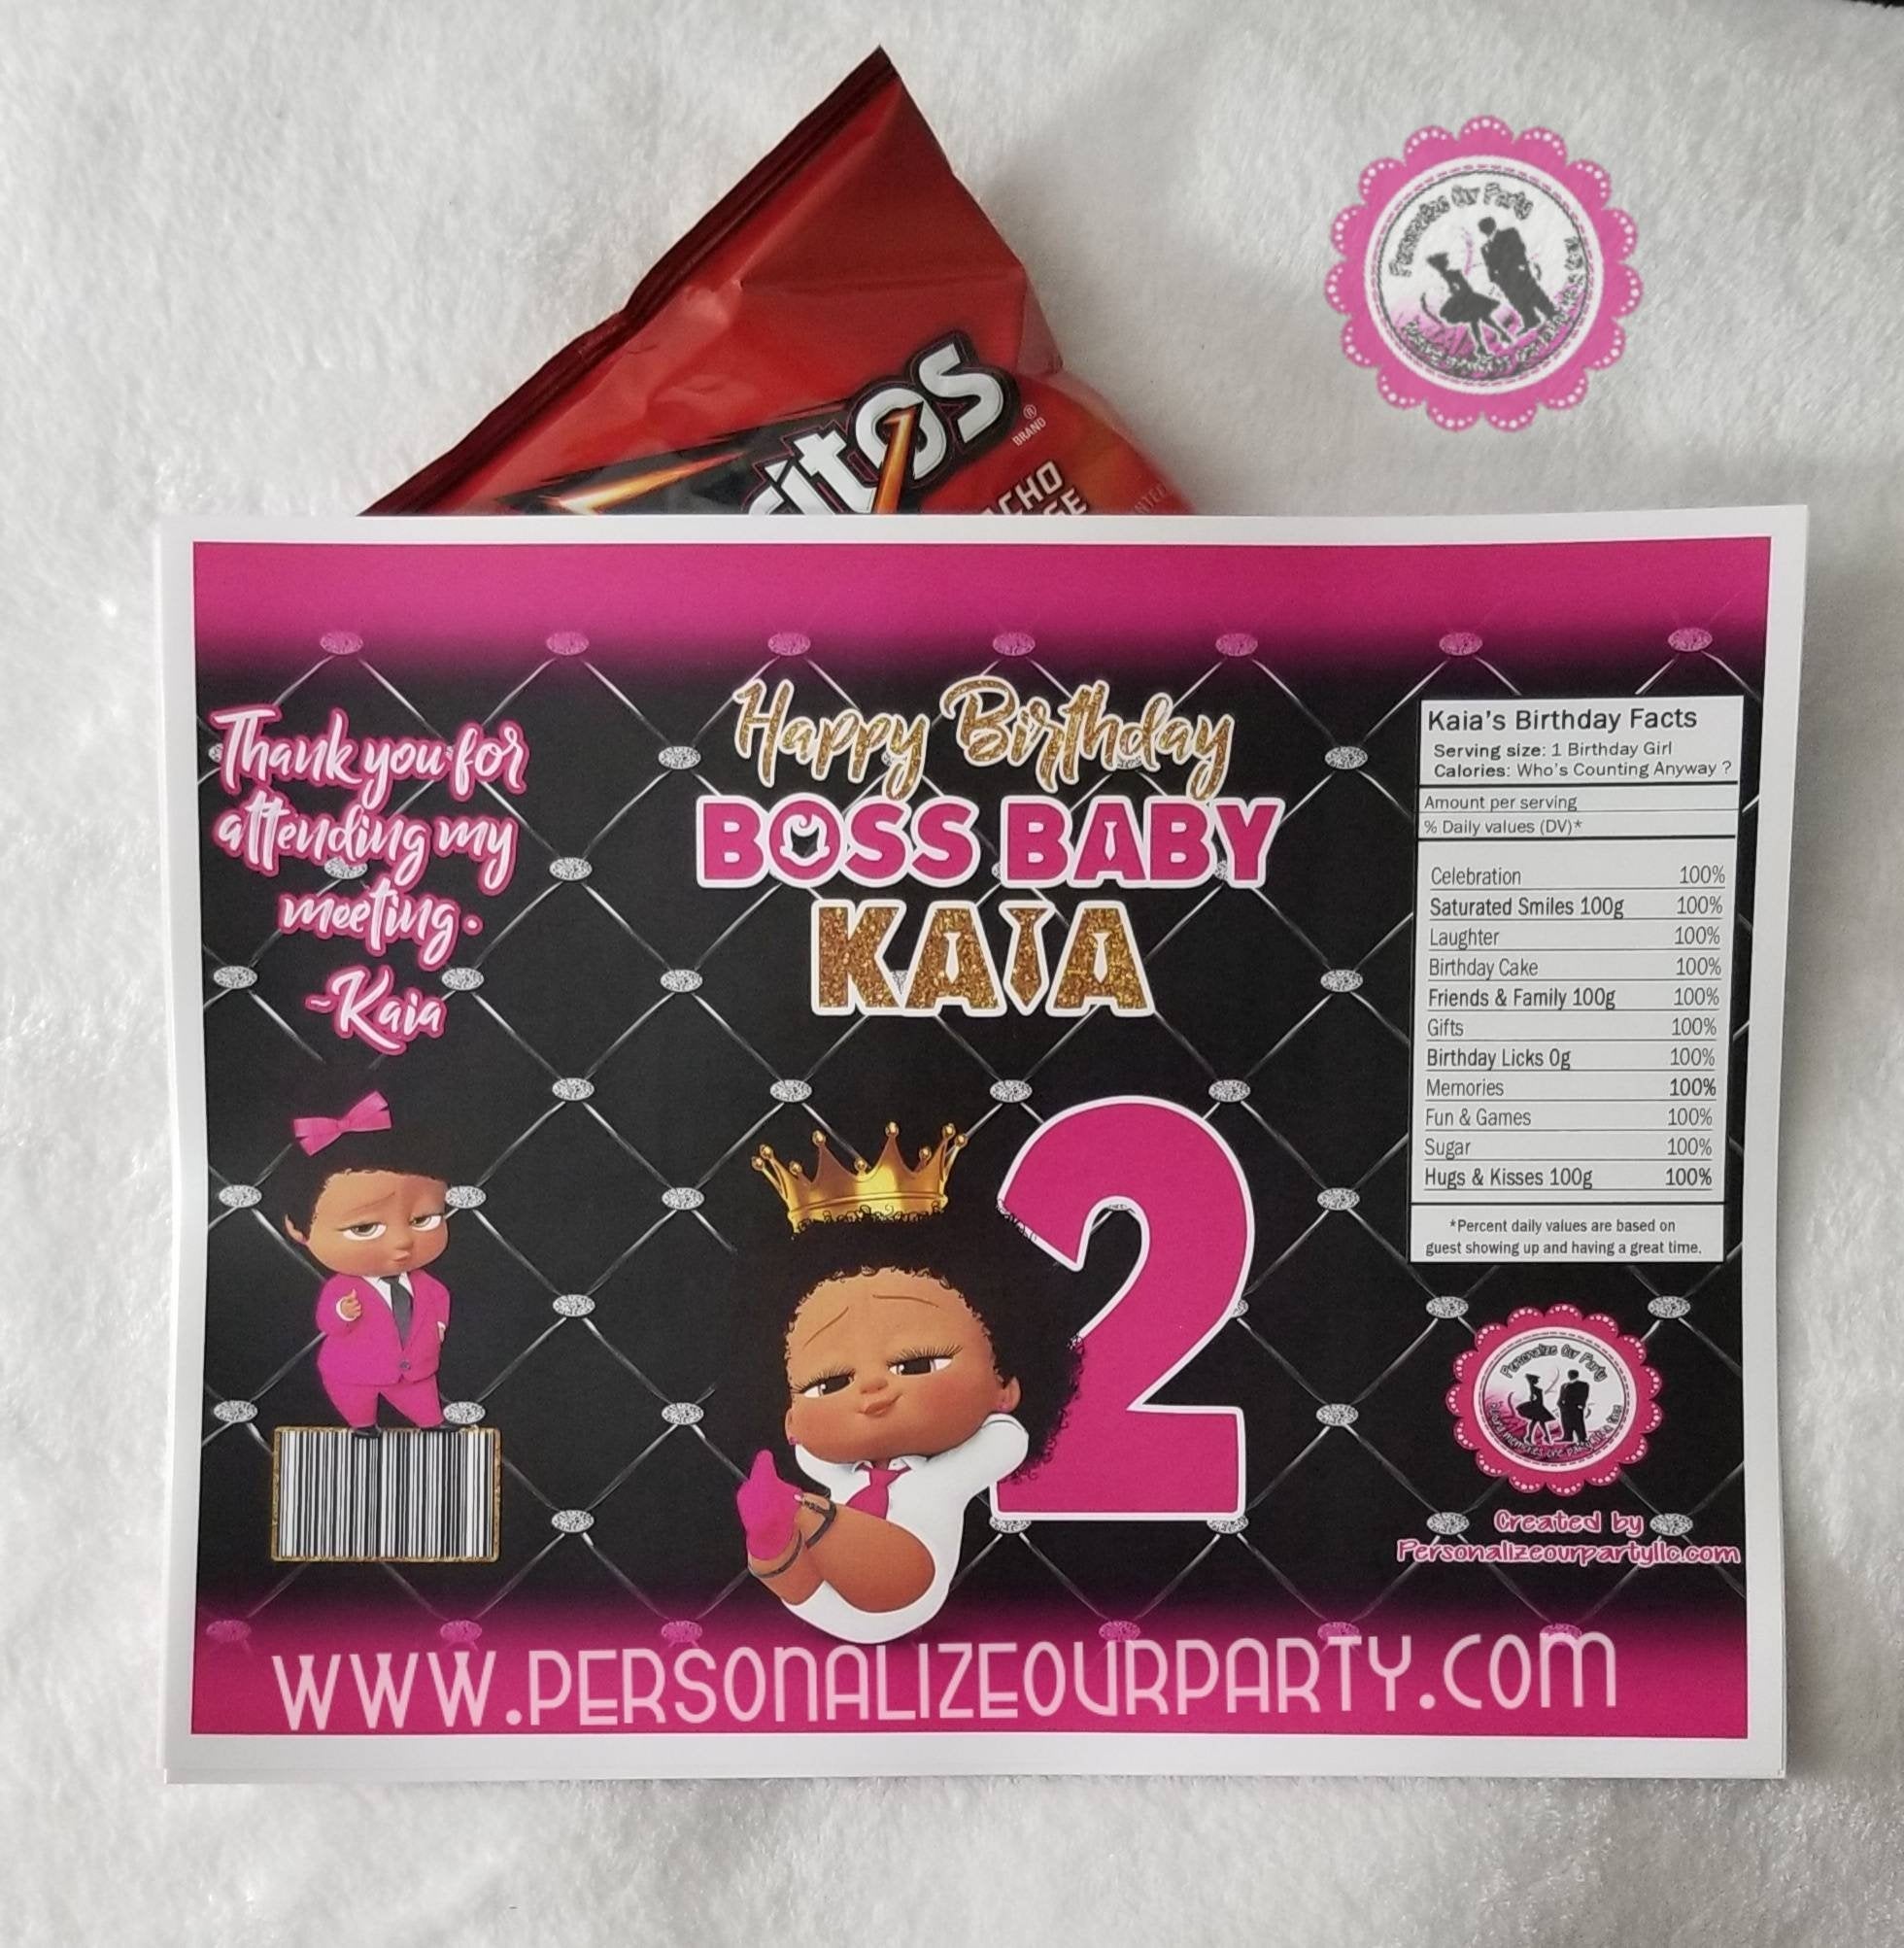 itos
® BRAND
CHO
SE
Personalize Our Party
Thank you for
attending my
meeting.
~Kaia
Happy Birthday
BOSS BABY
KAIA
2
Kaia's Birthday Facts
Serving size: 1 Birthday Girl
Calories: Who's Counting Anyway ?
Amount per serving
% Daily values (DV)*
Celebration 100%
Saturated Smiles 100g 100%
Laughter 100%
Birthday Cake 100%
Friends & Family 100g 100%
Gifts 100%
Birthday Licks 0g 100%
Memories 100%
Fun & Games 100%
Sugar 100%
Hugs & Kisses 100g 100%
*Percent daily values are based on
guest showing up and having a great time.
Personalize Our Party
Created by
Personalizeourpartyllc.com
WWW.PERSONALIZEOURPARTY.COM